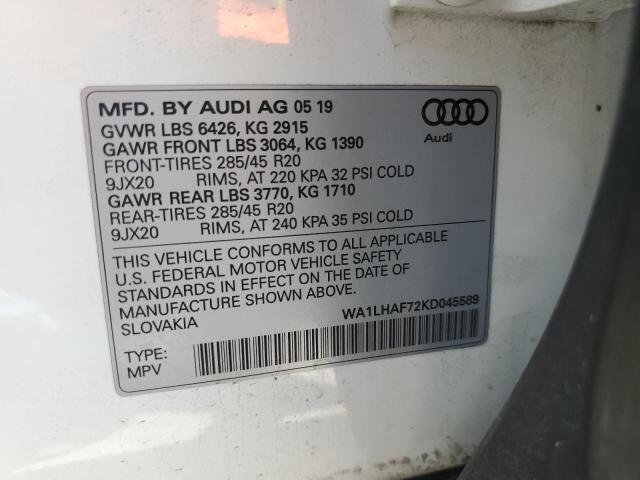 MFD. BY AUDI AG 05 19
GVWR LBS 6426, KG 2915
GAWR FRONT LBS 3064, KG 1390
FRONT-TIRES 285/45 R20
9JX20 RIMS, AT 220 KPA 32 PSI COLD
GAWR REAR LBS 3770, KG 1710
REAR-TIRES 285/45 R20
9JX20 RIMS, AT 240 KPA 35 PSI COLD
Audi
THIS VEHICLE CONFORMS TO ALL APPLICABLE
U.S. FEDERAL MOTOR VEHICLE SAFETY
STANDARDS IN EFFECT ON THE DATE OF
MANUFACTURE SHOWN ABOVE.
SLOVAKIA
WA1LHAF72KD045589
TYPE:
MPV